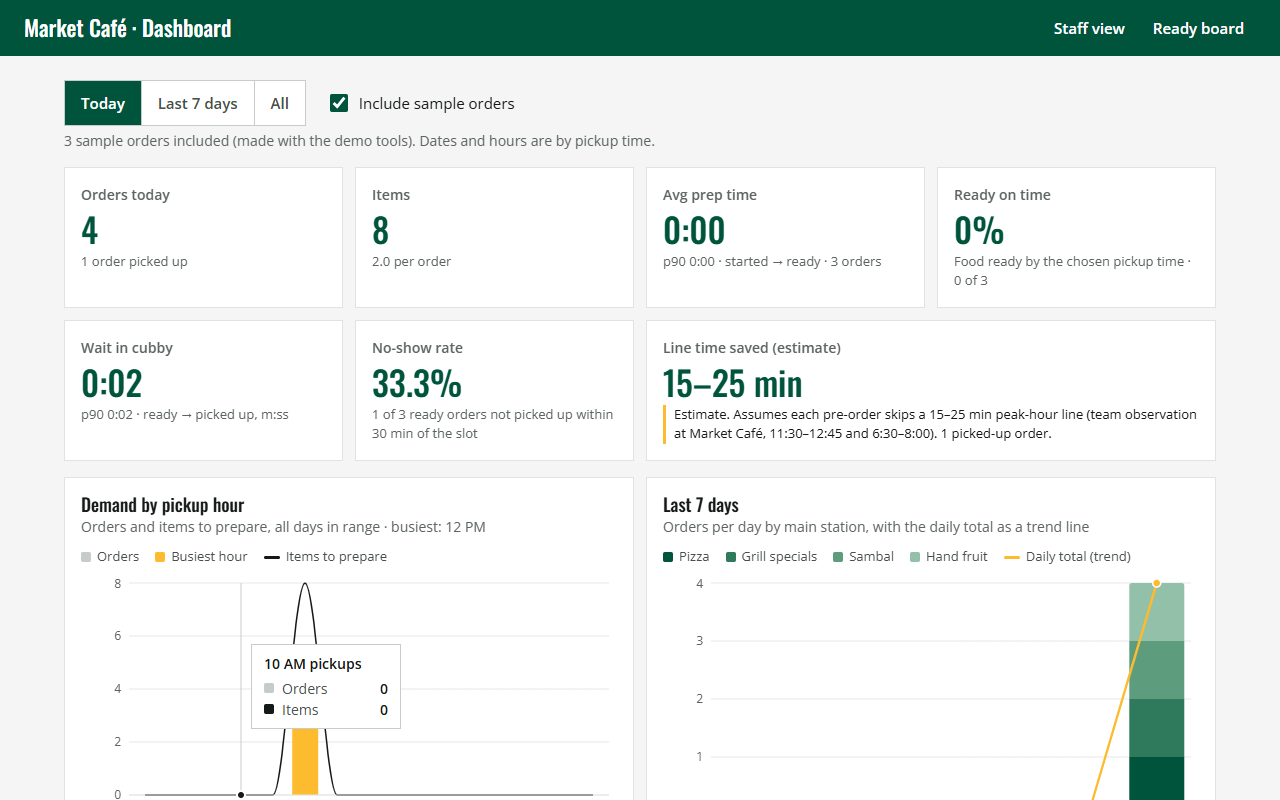 Market Café · Dashboard
Staff view
Ready board
Today
Last 7 days
All
Include sample orders
3 sample orders included (made with the demo tools). Dates and hours are by pickup time.
Orders today
4
1 order picked up
Items
8
2.0 per order
Avg prep time
0:00
p90 0:00 · started → ready · 3 orders
Ready on time
0%
Food ready by the chosen pickup time ·
0 of 3
Wait in cubby
0:02
p90 0:02 · ready → picked up, m:ss
No-show rate
33.3%
1 of 3 ready orders not picked up within
30 min of the slot
Line time saved (estimate)
15–25 min
Estimate. Assumes each pre-order skips a 15–25 min peak-hour line (team observation
at Market Café, 11:30–12:45 and 6:30–8:00). 1 picked-up order.
Demand by pickup hour
Orders and items to prepare, all days in range · busiest: 12 PM
Orders
Busiest hour
Items to prepare
8
6
4
2
0
10 AM pickups
Orders 0
Items 0
Last 7 days
Orders per day by main station, with the daily total as a trend line
Pizza
Grill specials
Sambal
Hand fruit
Daily total (trend)
4
3
2
1